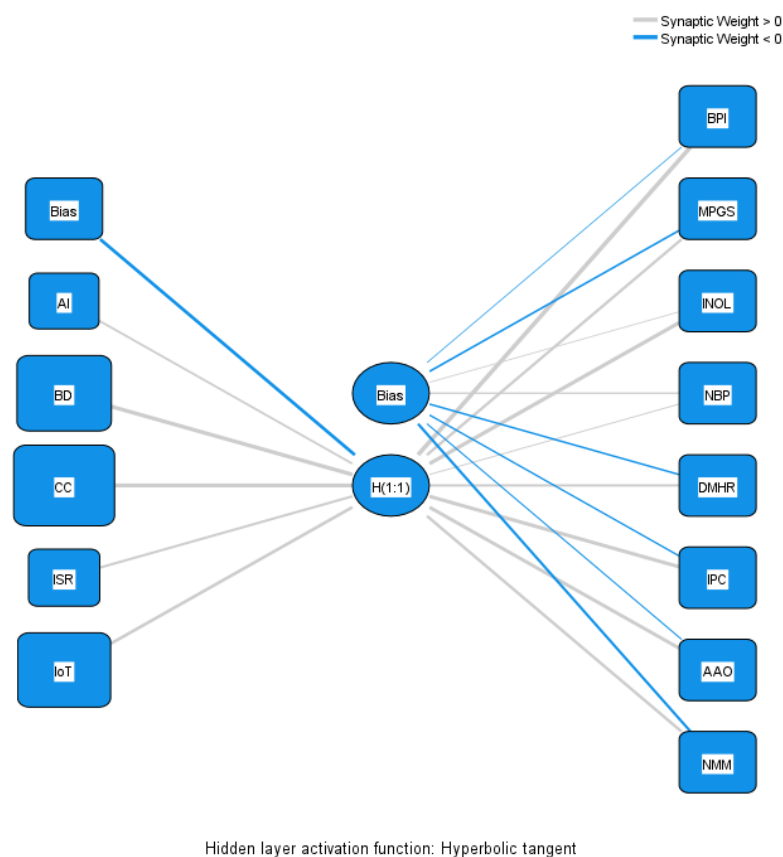 Synaptic Weight > 0
Synaptic Weight < 0
BPI
Bias
MPGS
AI
INOL
BD
Bias
NBP
CC
H(1:1)
DMHR
ISR
IPC
IoT
AAO
NMM
Hidden layer activation function: Hyperbolic tangent